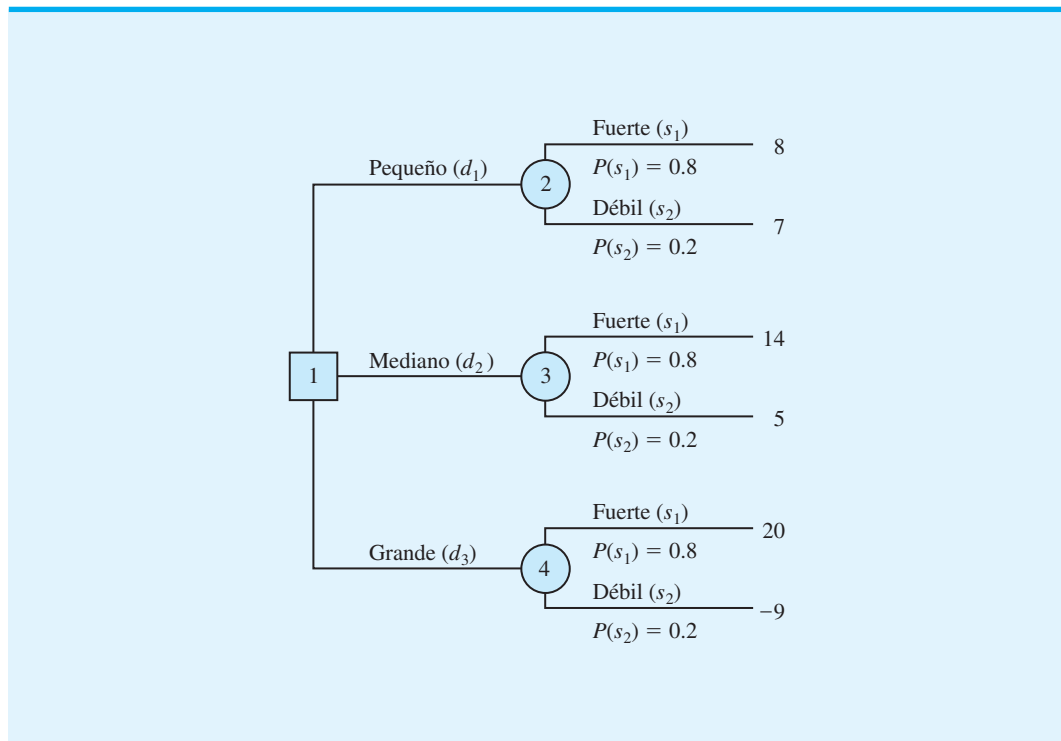 Fuerte (s₁)
8
Pequeño (d₁)
P(s₁) = 0.8
2
Débil (s₂)
7
P(s₂) = 0.2
Fuerte (s₁)
14
Mediano (d₂)
P(s₁) = 0.8
1
3
Débil (s₂)
5
P(s₂) = 0.2
Fuerte (s₁)
20
Grande (d₃)
P(s₁) = 0.8
4
Débil (s₂)
−9
P(s₂) = 0.2